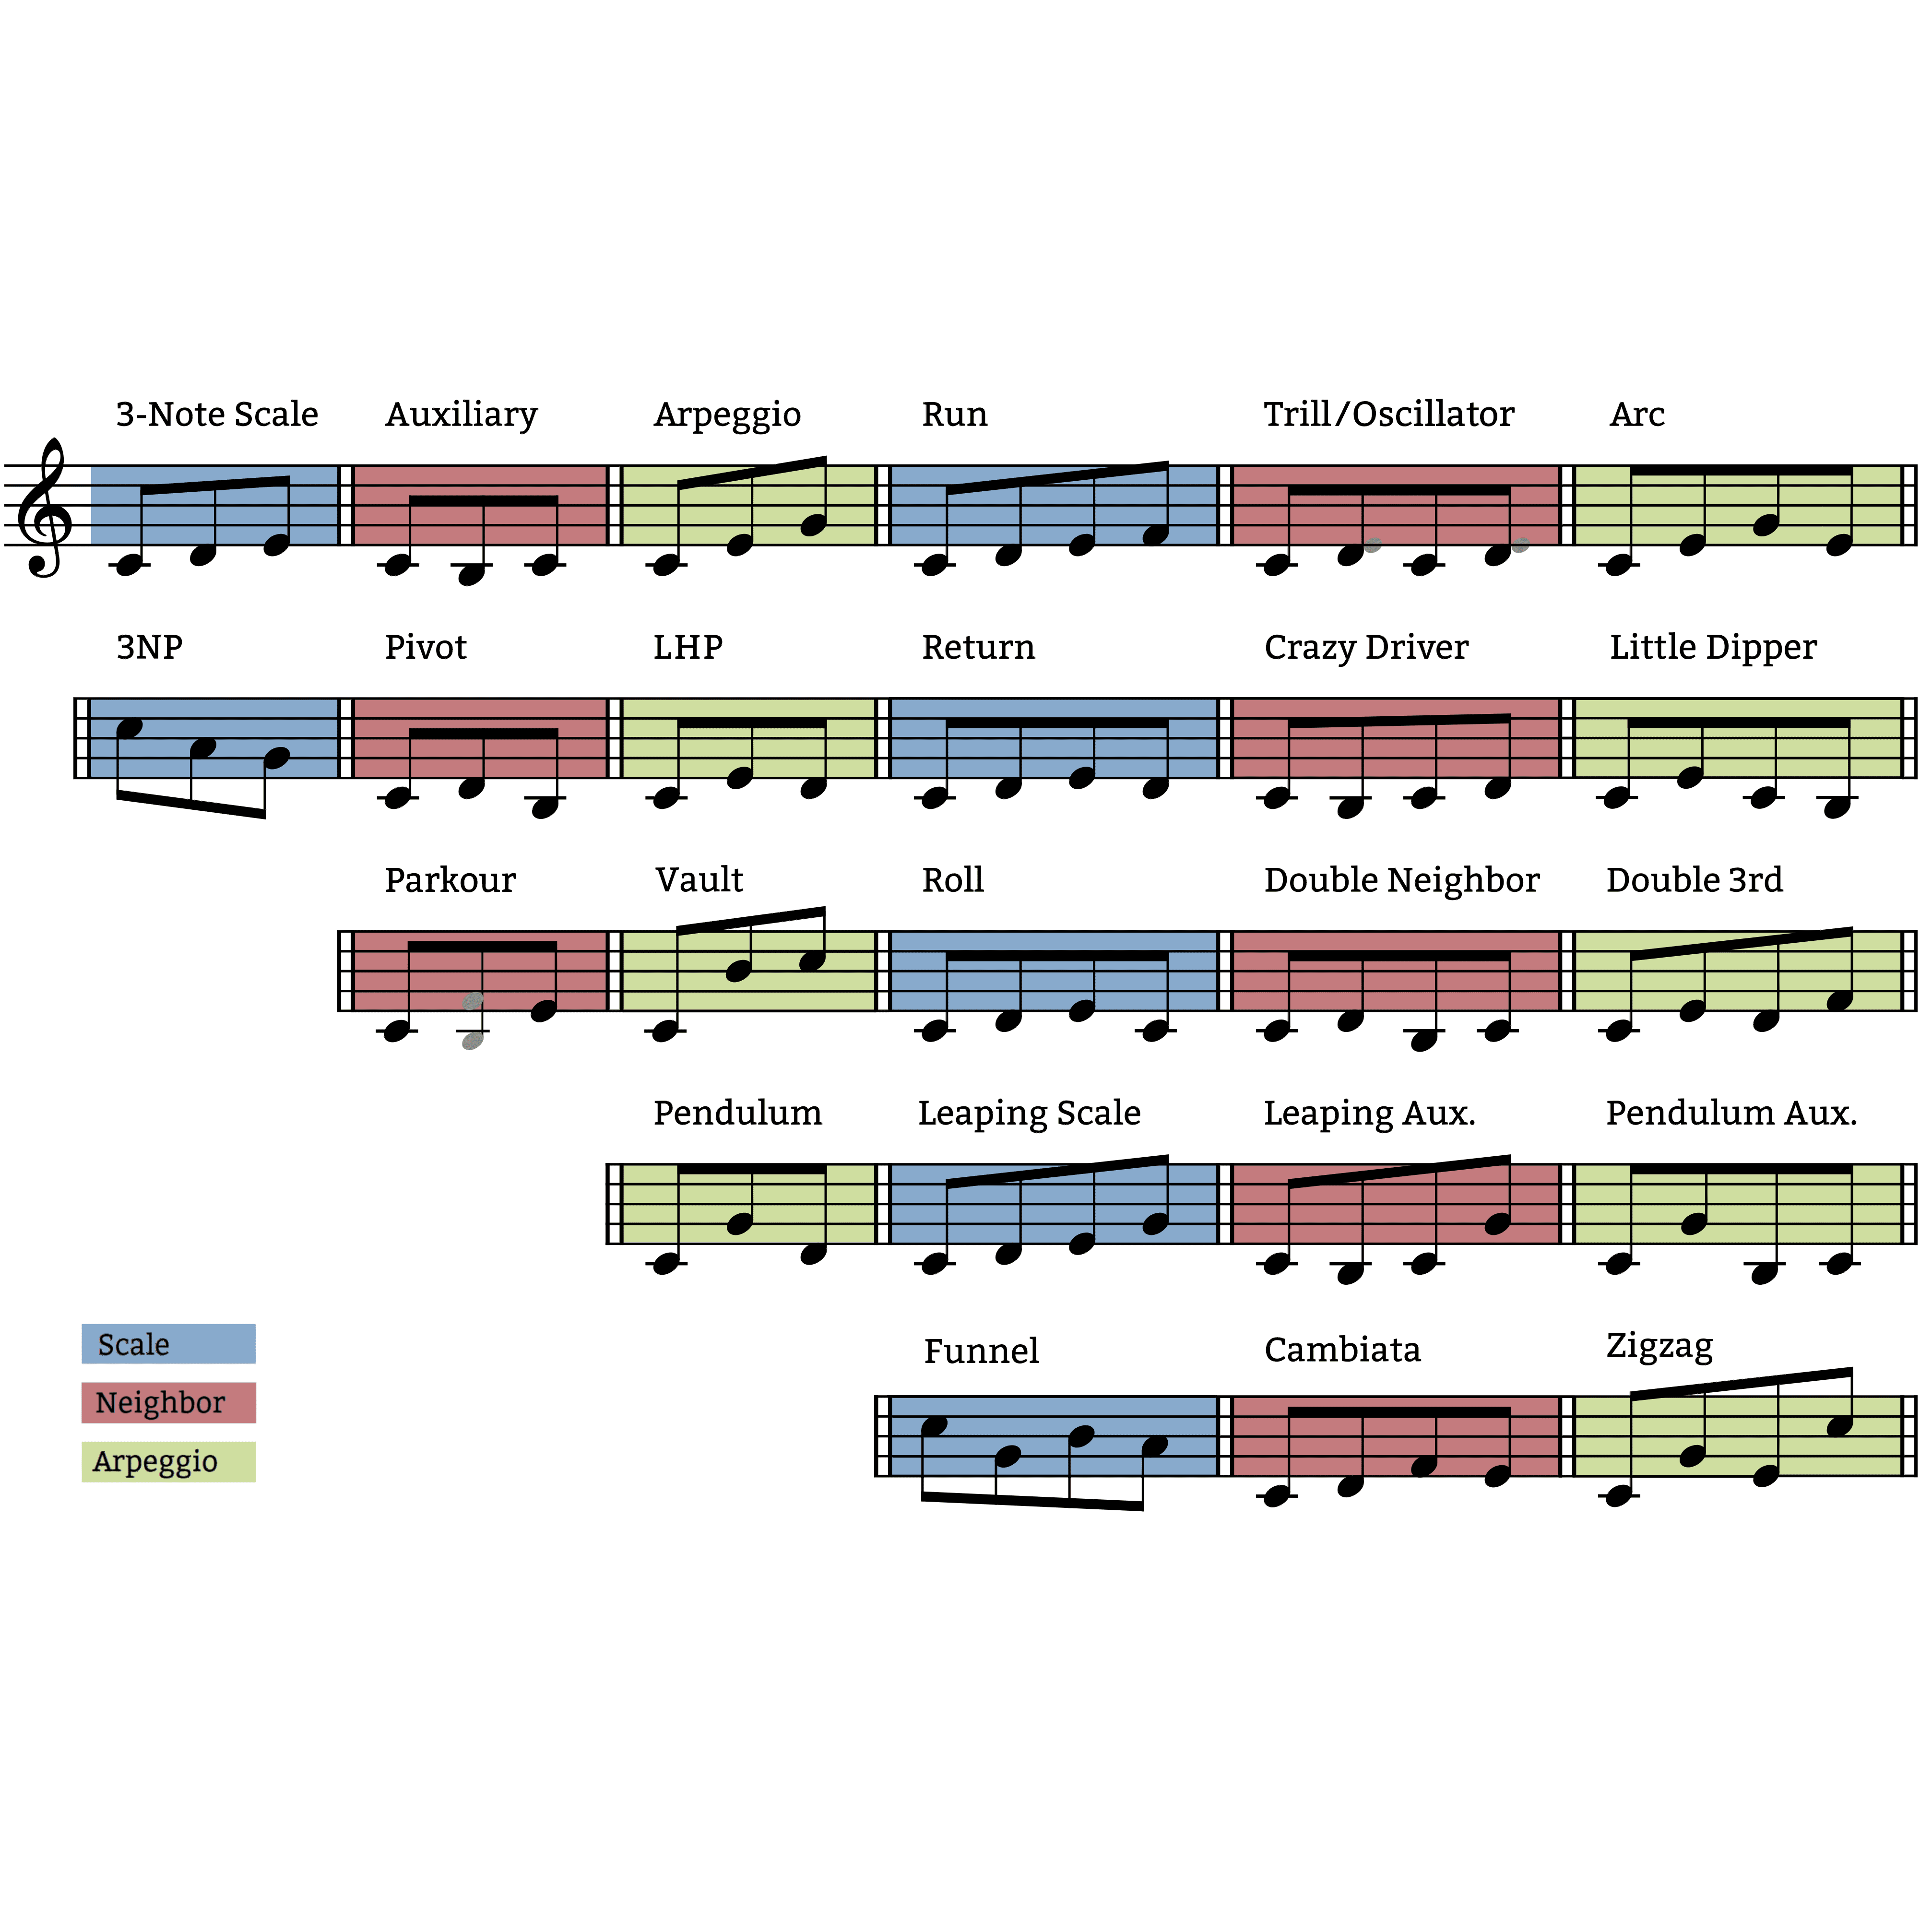 3-Note Scale Auxiliary Arpeggio Run Trill/Oscillator Arc
3NP Pivot LHP Return Crazy Driver Little Dipper
Parkour Vault Roll Double Neighbor Double 3rd
Pendulum Leaping Scale Leaping Aux. Pendulum Aux.
Funnel Cambiata Zigzag
Scale
Neighbor
Arpeggio